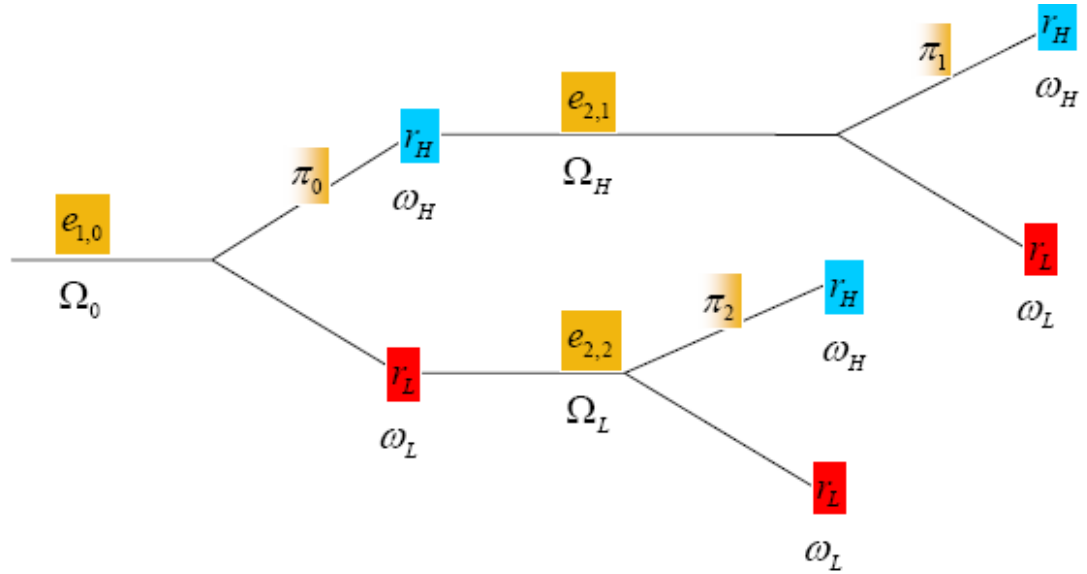 r_H
π_1
ω_H
e_{2,1}
r_H
Ω_H
π_0
ω_H
e_{1,0}
r_L
Ω_0
ω_L
π_2
r_H
ω_H
e_{2,2}
r_L
Ω_L
ω_L
r_L
ω_L